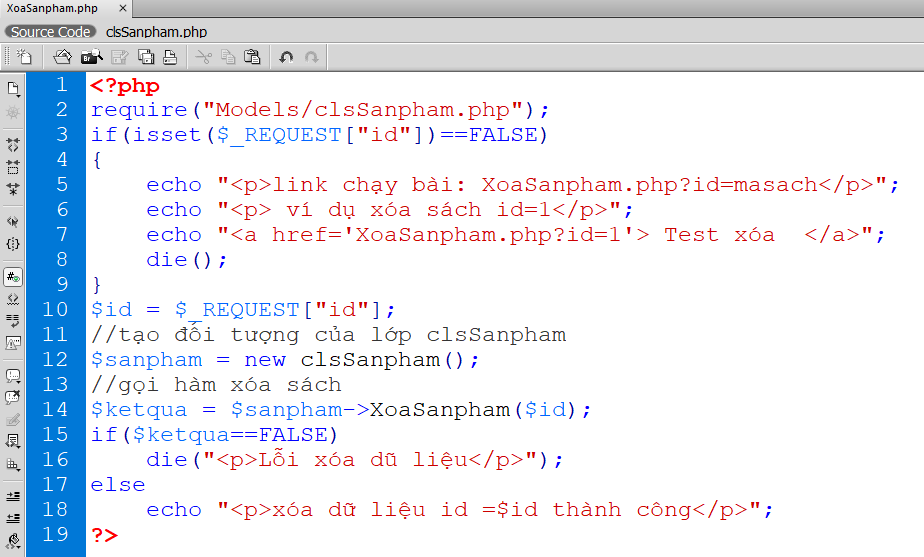 XoaSanpham.php ×
Source Code clsSanpham.php
1 <?php
2 require("Models/clsSanpham.php");
3 if(isset($_REQUEST["id"])==FALSE)
4 {
5     echo "<p>link chạy bài: XoaSanpham.php?id=masach</p>";
6     echo "<p> ví dụ xóa sách id=1</p>";
7     echo "<a href='XoaSanpham.php?id=1'> Test xóa  </a>";
8     die();
9 }
10 $id = $_REQUEST["id"];
11 //tạo đối tượng của lớp clsSanpham
12 $sanpham = new clsSanpham();
13 //gọi hàm xóa sách
14 $ketqua = $sanpham->XoaSanpham($id);
15 if($ketqua==FALSE)
16     die("<p>Lỗi xóa dũ liệu</p>");
17 else
18     echo "<p>xóa dữ liệu id =$id thành công</p>";
19 ?>